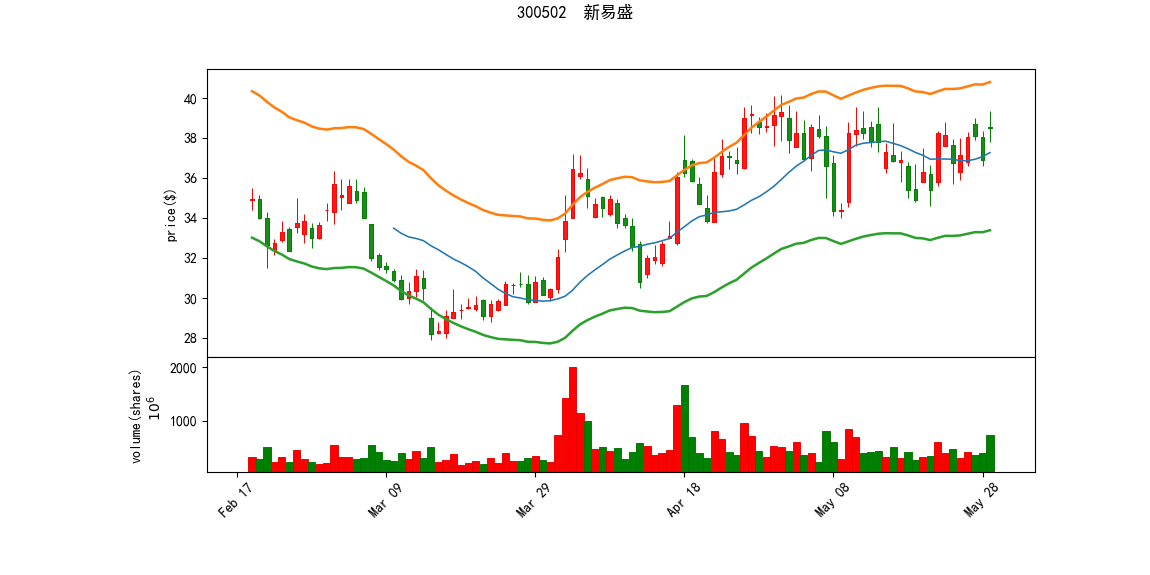 300502 新易盛
price($)
40
38
36
34
32
30
28
volume(shares)
10^6
2000
1000
Feb 17
Mar 09
Mar 29
Apr 18
May 08
May 28